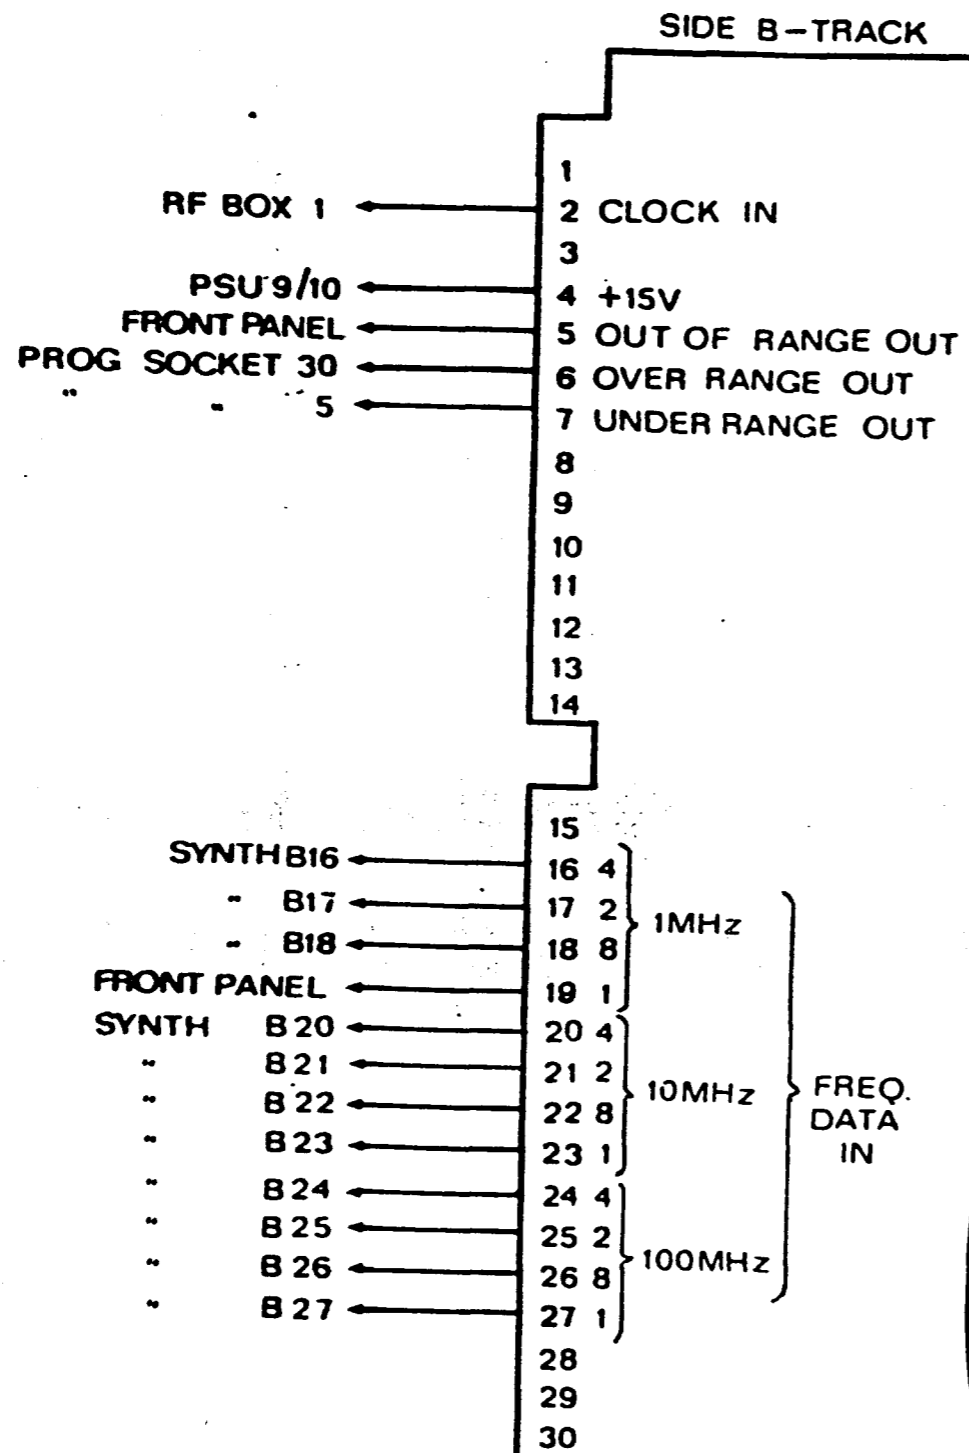 SIDE B-TRACK
1
RF BOX 1 2 CLOCK IN
3
PSU 9/10 4 +15V
FRONT PANEL 5 OUT OF RANGE OUT
PROG SOCKET 30 6 OVER RANGE OUT
" " 5 7 UNDER RANGE OUT
8
9
10
11
12
13
14
15
SYNTH B16 16 4
" B17 17 2 1MHz
" B18 18 8
FRONT PANEL 19 1
SYNTH B20 20 4
" B21 21 2 10MHz FREQ.
" B22 22 8 DATA
" B23 23 1 IN
" B24 24 4
" B25 25 2 100MHz
" B26 26 8
" B27 27 1
28
29
30